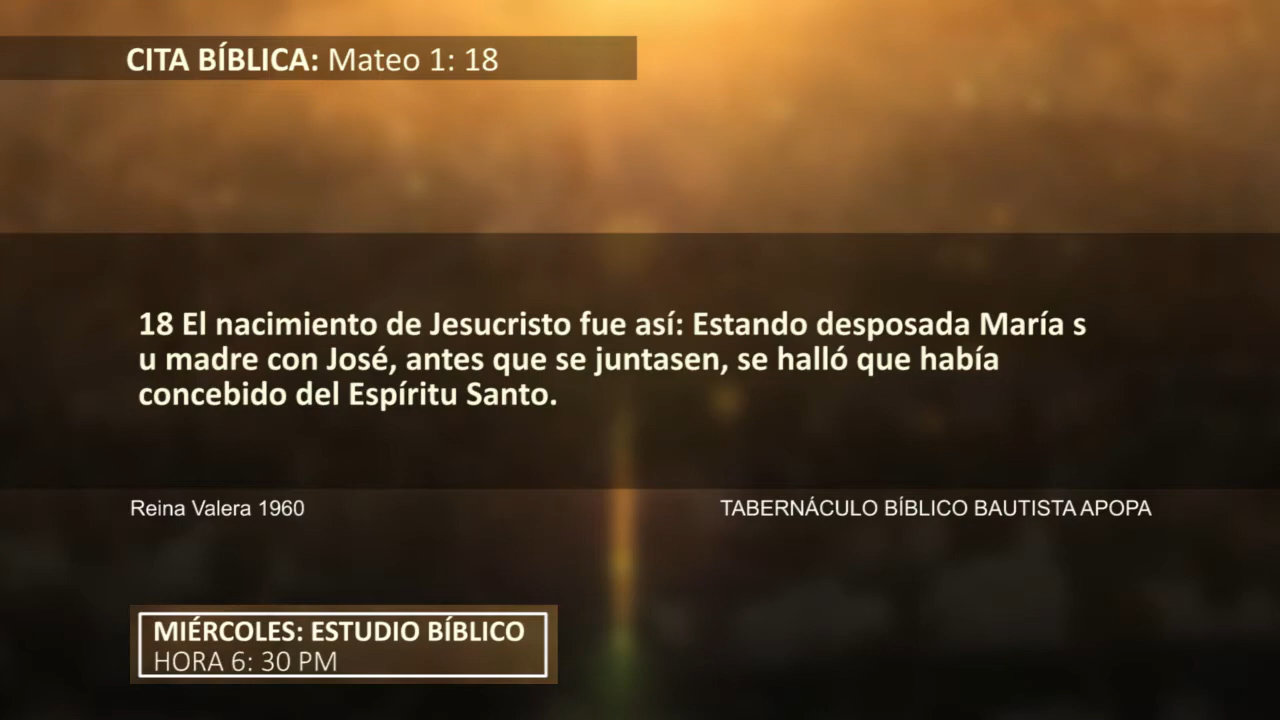 CITA BÍBLICA: Mateo 1: 18
18 El nacimiento de Jesucristo fue así: Estando desposada María s
u madre con José, antes que se juntasen, se halló que había
concebido del Espíritu Santo.
Reina Valera 1960
TABERNÁCULO BÍBLICO BAUTISTA APOPA
MIÉRCOLES: ESTUDIO BÍBLICO
HORA 6: 30 PM